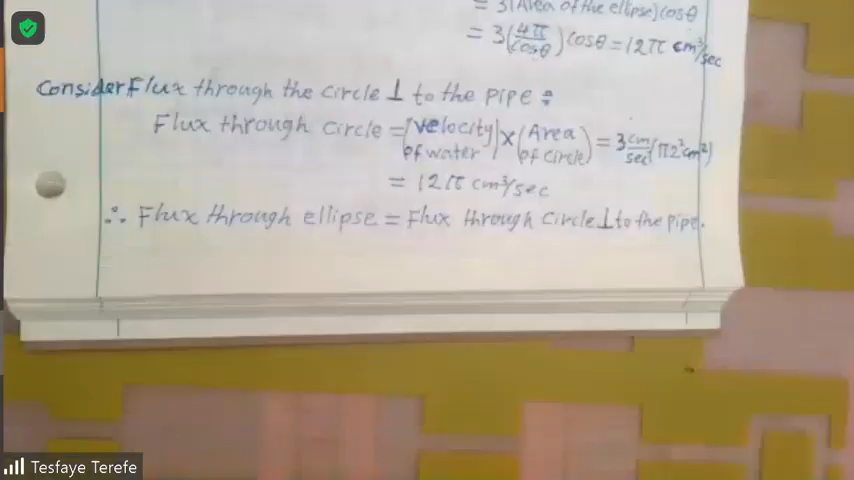 = 3(Area of the ellipse)cosθ
= 3(4π/cosθ)cosθ = 12π cm³/sec
Consider Flux through the circle ⊥ to the pipe :
Flux through circle = |velocity of water| × (Area of circle) = 3 cm/sec (π2² cm²)
= 12π cm³/sec
∴ Flux through ellipse = Flux through circle ⊥ to the pipe.
Tesfaye Terefe